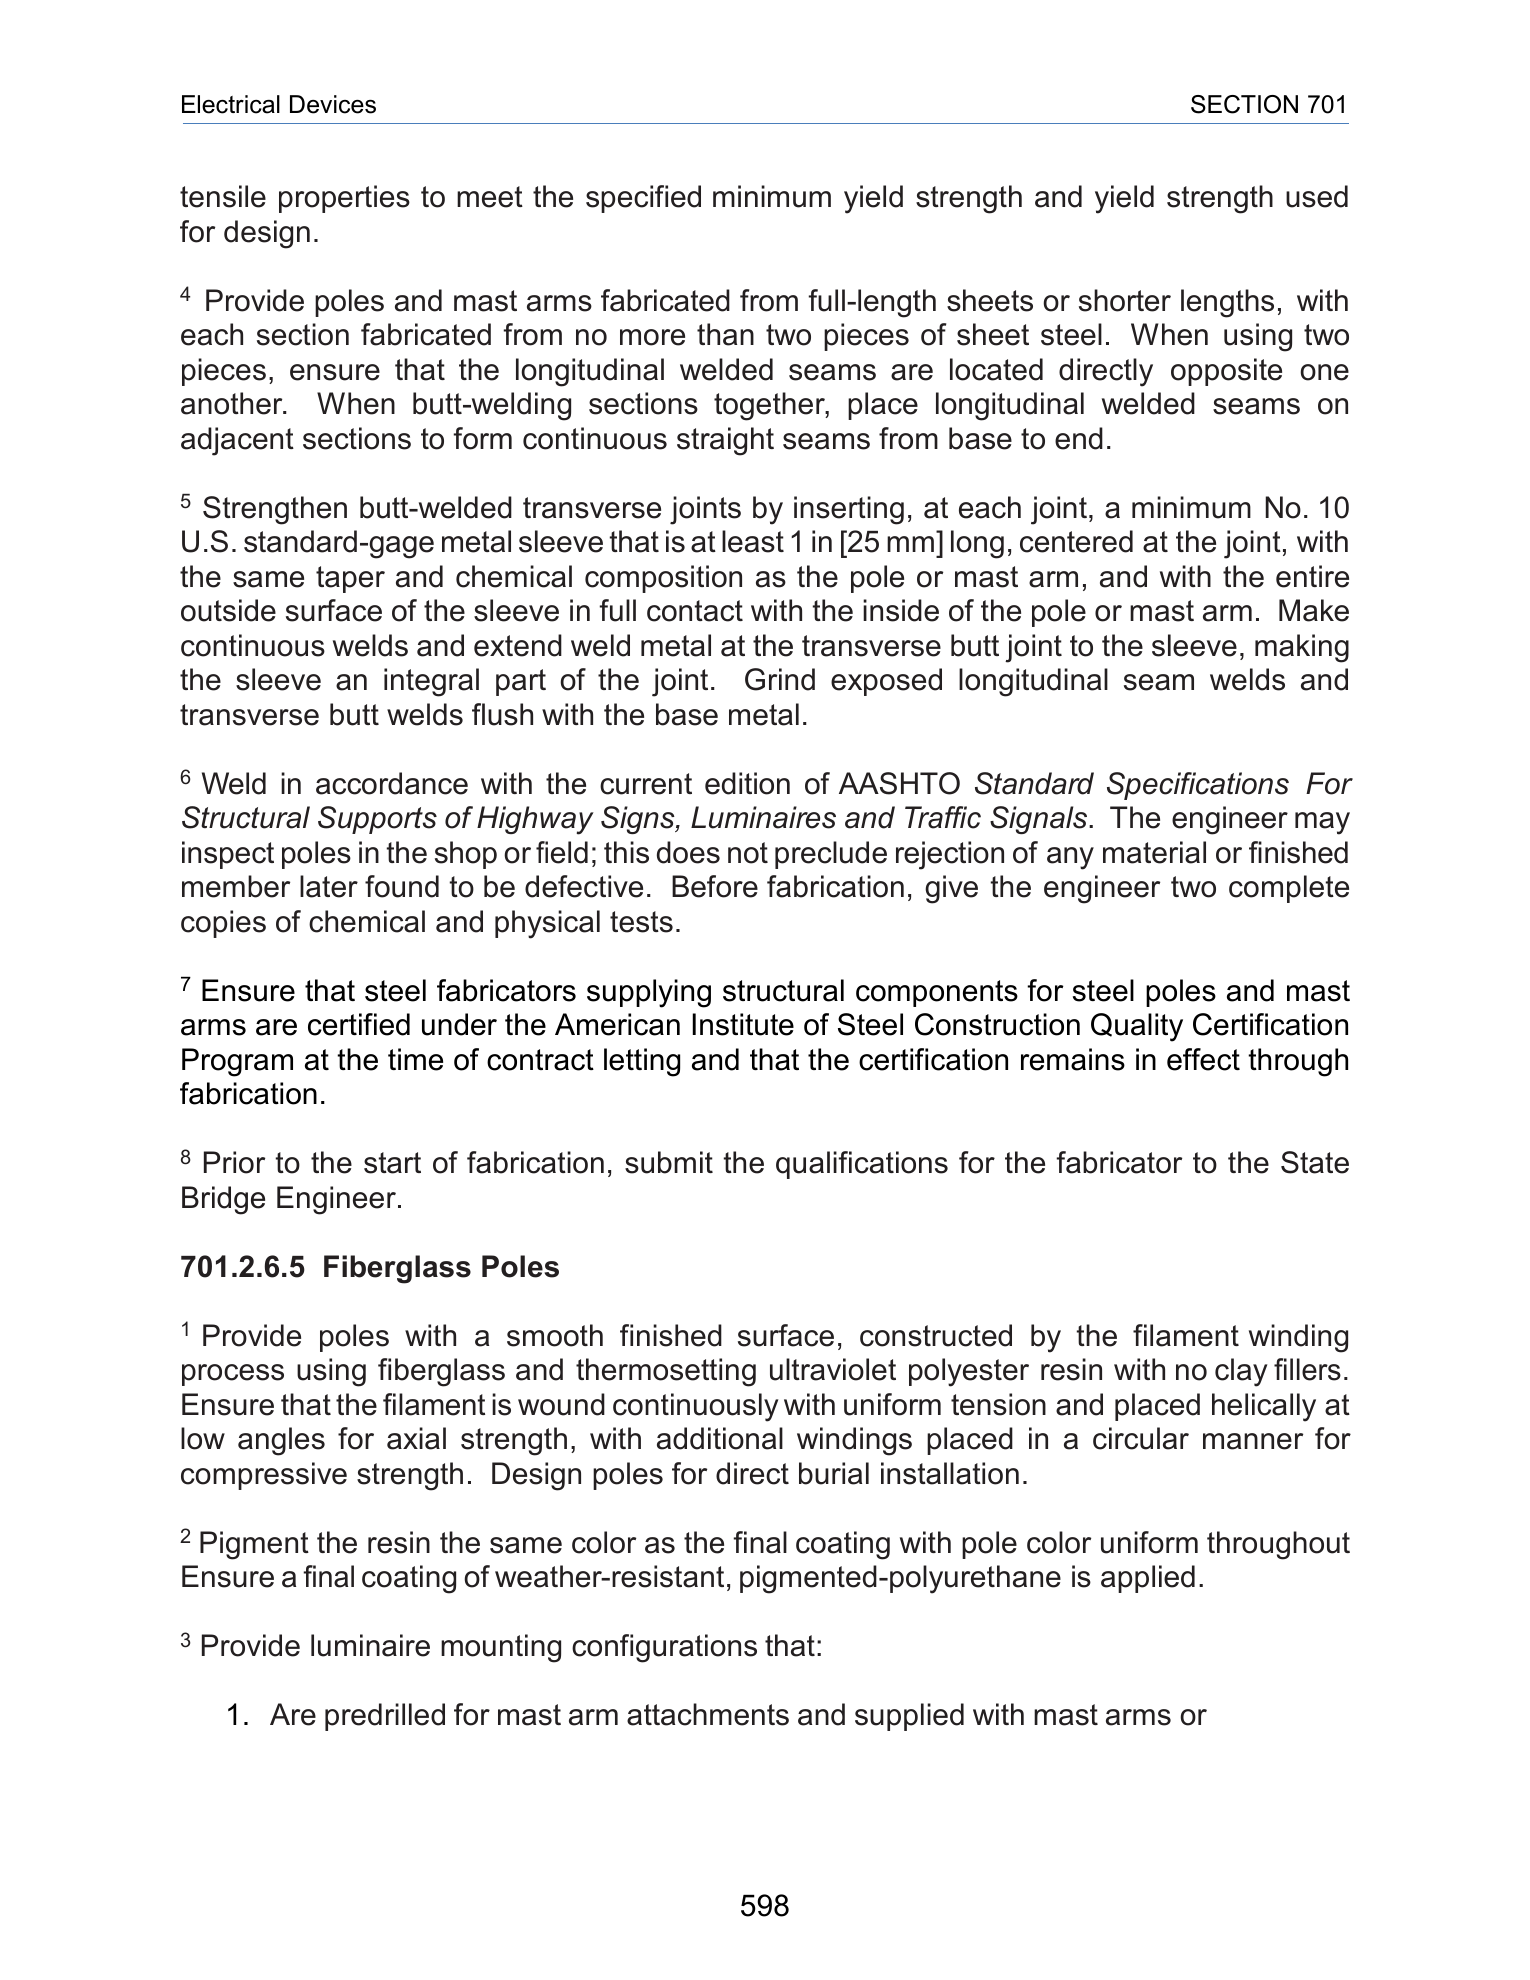 Electrical Devices SECTION 701
tensile properties to meet the specified minimum yield strength and yield strength used
for design.
4 Provide poles and mast arms fabricated from full-length sheets or shorter lengths, with
each section fabricated from no more than two pieces of sheet steel. When using two
pieces, ensure that the longitudinal welded seams are located directly opposite one
another. When butt-welding sections together, place longitudinal welded seams on
adjacent sections to form continuous straight seams from base to end.
5 Strengthen butt-welded transverse joints by inserting, at each joint, a minimum No. 10
U.S. standard-gage metal sleeve that is at least 1 in [25 mm] long, centered at the joint, with
the same taper and chemical composition as the pole or mast arm, and with the entire
outside surface of the sleeve in full contact with the inside of the pole or mast arm. Make
continuous welds and extend weld metal at the transverse butt joint to the sleeve, making
the sleeve an integral part of the joint. Grind exposed longitudinal seam welds and
transverse butt welds flush with the base metal.
6 Weld in accordance with the current edition of AASHTO Standard Specifications For
Structural Supports of Highway Signs, Luminaires and Traffic Signals. The engineer may
inspect poles in the shop or field; this does not preclude rejection of any material or finished
member later found to be defective. Before fabrication, give the engineer two complete
copies of chemical and physical tests.
7 Ensure that steel fabricators supplying structural components for steel poles and mast
arms are certified under the American Institute of Steel Construction Quality Certification
Program at the time of contract letting and that the certification remains in effect through
fabrication.
8 Prior to the start of fabrication, submit the qualifications for the fabricator to the State
Bridge Engineer.
701.2.6.5 Fiberglass Poles
1 Provide poles with a smooth finished surface, constructed by the filament winding
process using fiberglass and thermosetting ultraviolet polyester resin with no clay fillers.
Ensure that the filament is wound continuously with uniform tension and placed helically at
low angles for axial strength, with additional windings placed in a circular manner for
compressive strength. Design poles for direct burial installation.
2 Pigment the resin the same color as the final coating with pole color uniform throughout
Ensure a final coating of weather-resistant, pigmented-polyurethane is applied.
3 Provide luminaire mounting configurations that:
1. Are predrilled for mast arm attachments and supplied with mast arms or
598